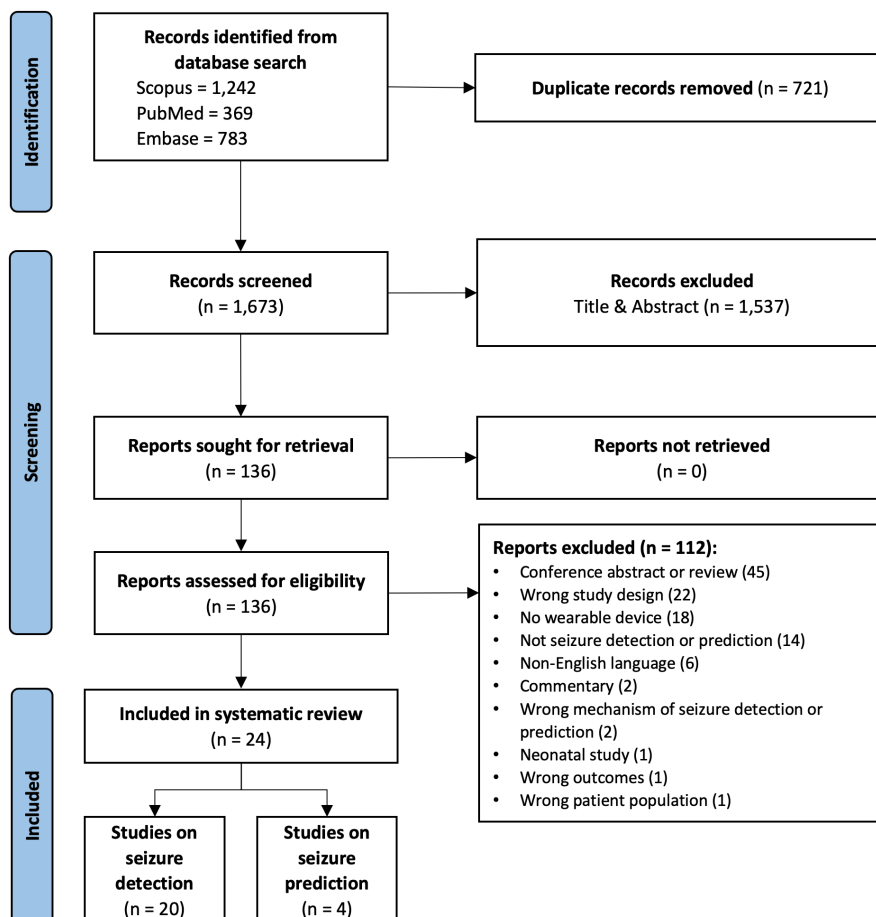 Identification
Records identified from
database search
Scopus = 1,242
PubMed = 369
Embase = 783
Duplicate records removed (n = 721)
Screening
Records screened
(n = 1,673)
Records excluded
Title & Abstract (n = 1,537)
Reports sought for retrieval
(n = 136)
Reports not retrieved
(n = 0)
Reports assessed for eligibility
(n = 136)
Reports excluded (n = 112):
• Conference abstract or review (45)
• Wrong study design (22)
• No wearable device (18)
• Not seizure detection or prediction (14)
• Non-English language (6)
• Commentary (2)
• Wrong mechanism of seizure detection or
prediction (2)
• Neonatal study (1)
• Wrong outcomes (1)
• Wrong patient population (1)
Included
Included in systematic review
(n = 24)
Studies on
seizure
detection
(n = 20)
Studies on
seizure
prediction
(n = 4)